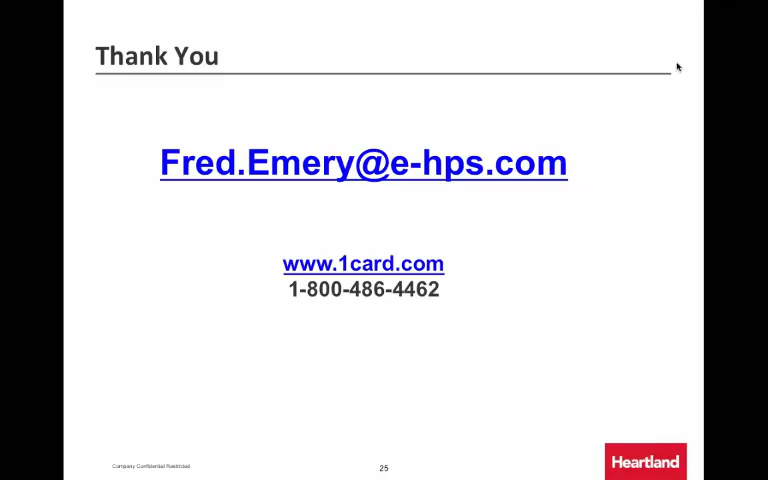 Thank You
Fred.Emery@e-hps.com
www.1card.com
1-800-486-4462
Company Confidential Restricted
25
Heartland